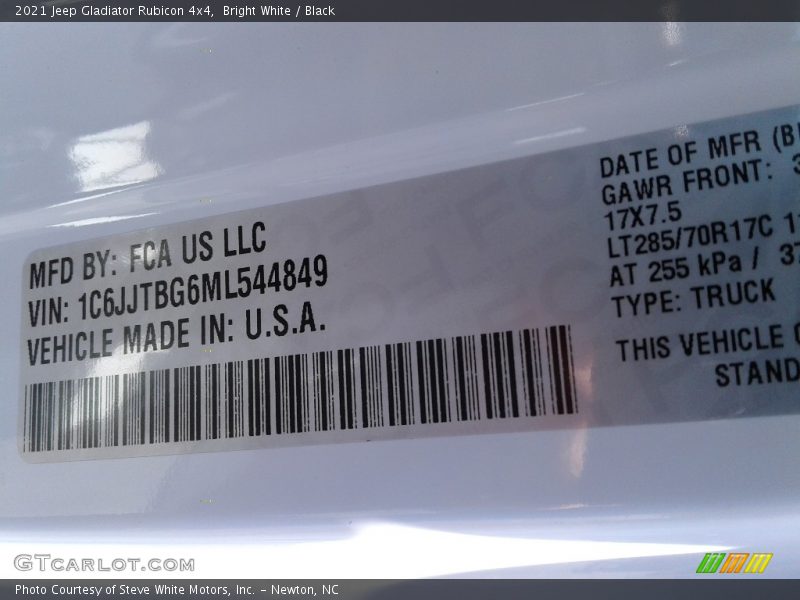 2021 Jeep Gladiator Rubicon 4x4,  Bright White / Black
MFD BY: FCA US LLC
VIN: 1C6JJTBG6ML544849
VEHICLE MADE IN: U.S.A.
DATE OF MFR
GAWR FRONT:
17X7.5
LT285/70R17C
AT 255 kPa /
TYPE: TRUCK
THIS VEHICLE
GTCARLOT.COM
Photo Courtesy of Steve White Motors, Inc. – Newton, NC